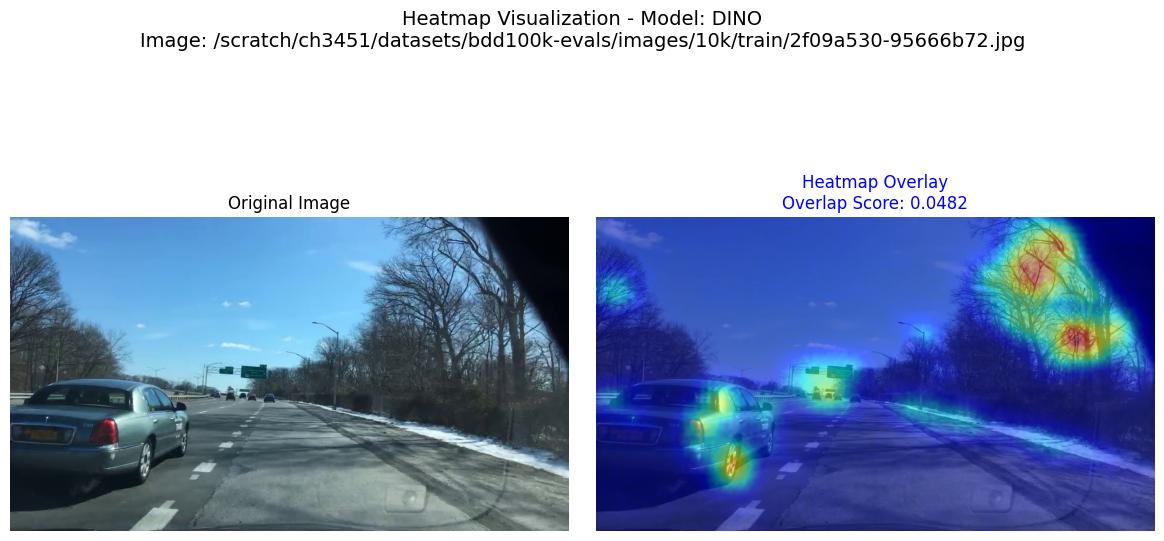 Heatmap Visualization - Model: DINO
Image: /scratch/ch3451/datasets/bdd100k-evals/images/10k/train/2f09a530-95666b72.jpg
Original Image
Heatmap Overlay
Overlap Score: 0.0482